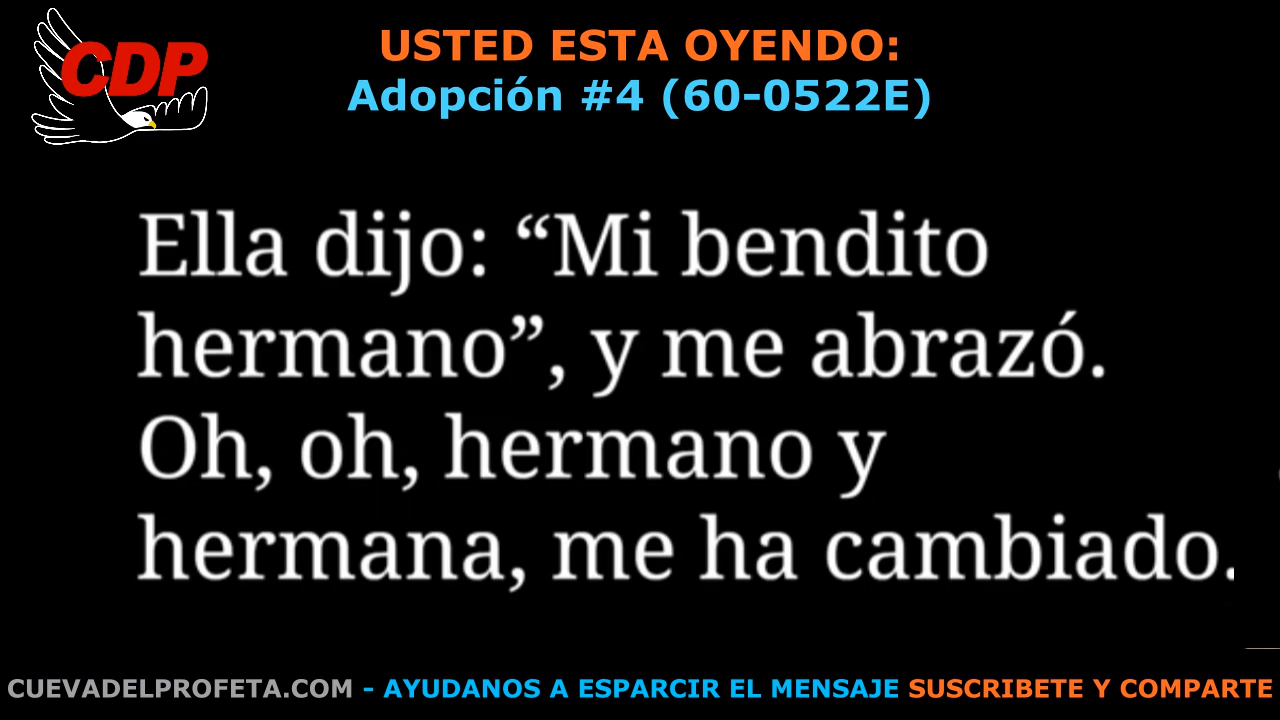 CDP
USTED ESTA OYENDO:
Adopción #4 (60-0522E)
Ella dijo: “Mi bendito
hermano”, y me abrazó.
Oh, oh, hermano y
hermana, me ha cambiado.
CUEVADELPROFETA.COM - AYUDANOS A ESPARCIR EL MENSAJE SUSCRIBETE Y COMPARTE